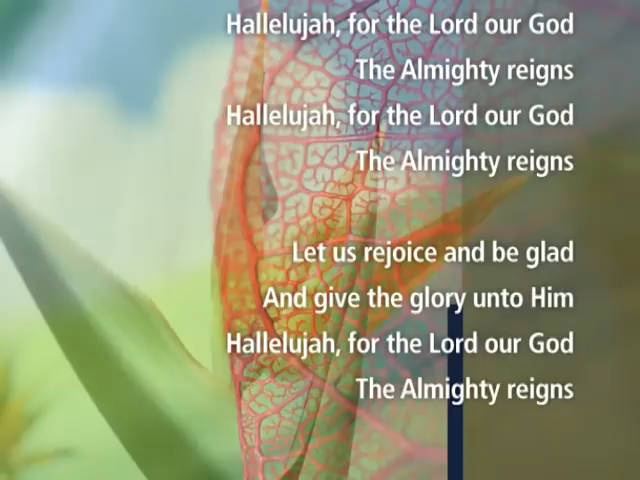 Hallelujah, for the Lord our God
The Almighty reigns
Hallelujah, for the Lord our God
The Almighty reigns
Let us rejoice and be glad
And give the glory unto Him
Hallelujah, for the Lord our God
The Almighty reigns